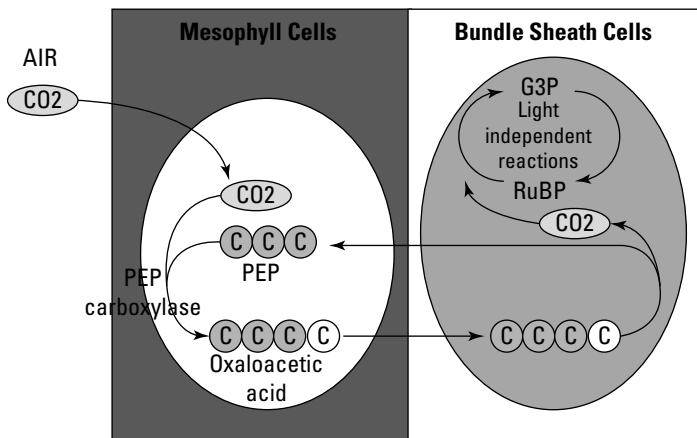 Mesophyll Cells
Bundle Sheath Cells
AIR
CO2
G3P
Light
independent
reactions
RuBP
CO2
CO2
C C C
PEP
PEP
carboxylase
C C C C
Oxaloacetic
acid
C C C C